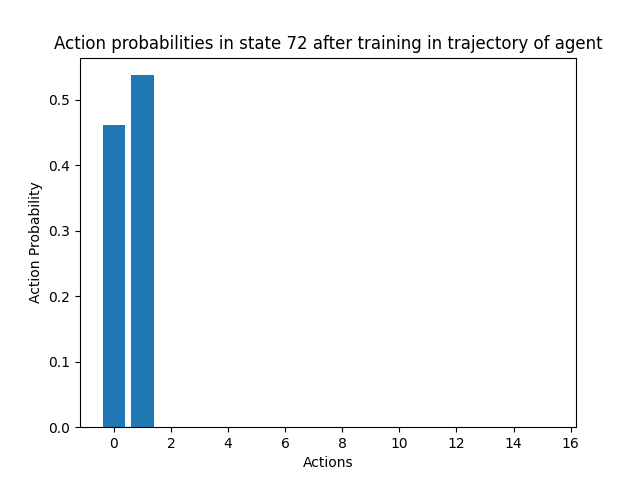 Action probabilities in state 72 after training in trajectory of agent
0.5
0.4
0.3
0.2
0.1
0.0
Action Probability
0 2 4 6 8 10 12 14 16
Actions